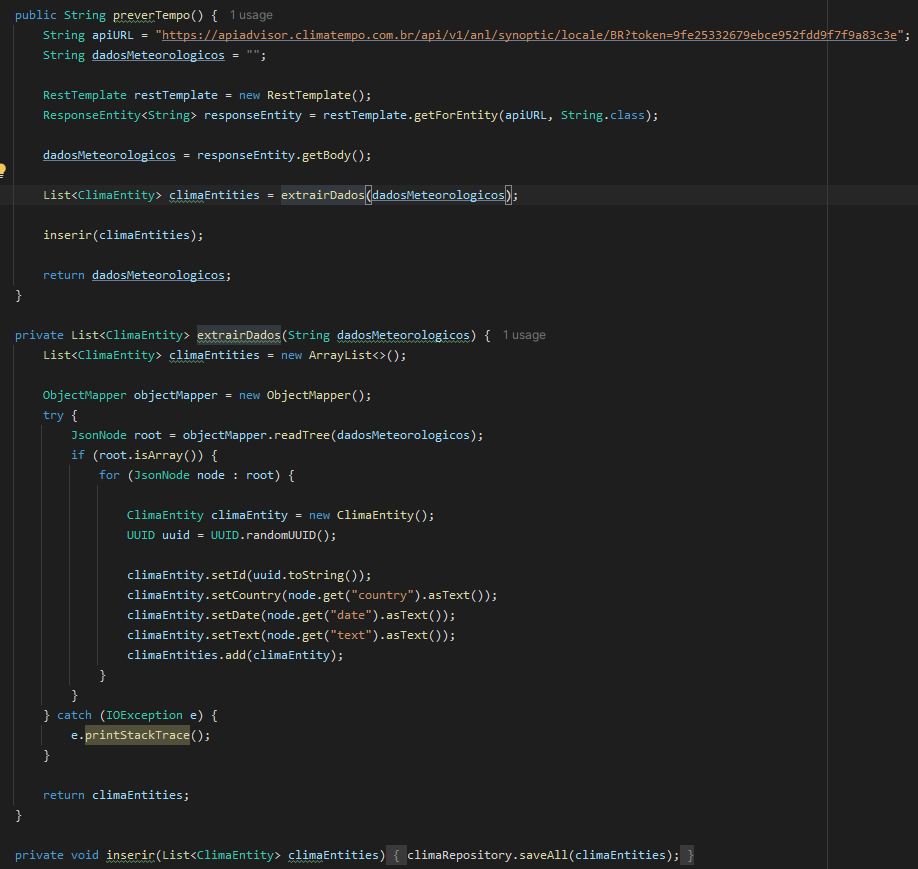 public String preverTempo() { 1 usage
String apiURL = "https://apiadvisor.climatempo.com.br/api/v1/anl/synoptic/locale/BR?token=9fe25332679ebce952fdd9f7f9a83c3e";
String dadosMeteorologicos = "";
RestTemplate restTemplate = new RestTemplate();
ResponseEntity<String> responseEntity = restTemplate.getForEntity(apiURL, String.class);
dadosMeteorologicos = responseEntity.getBody();
List<ClimaEntity> climaEntities = extrairDados(dadosMeteorologicos);
inserir(climaEntities);
return dadosMeteorologicos;
}
private List<ClimaEntity> extrairDados(String dadosMeteorologicos) { 1 usage
List<ClimaEntity> climaEntities = new ArrayList<>();
ObjectMapper objectMapper = new ObjectMapper();
try {
JsonNode root = objectMapper.readTree(dadosMeteorologicos);
if (root.isArray()) {
for (JsonNode node : root) {
ClimaEntity climaEntity = new ClimaEntity();
UUID uuid = UUID.randomUUID();
climaEntity.setId(uuid.toString());
climaEntity.setCountry(node.get("country").asText());
climaEntity.setDate(node.get("date").asText());
climaEntity.setText(node.get("text").asText());
climaEntities.add(climaEntity);
}
}
} catch (IOException e) {
e.printStackTrace();
}
return climaEntities;
}
private void inserir(List<ClimaEntity> climaEntities) { climaRepository.saveAll(climaEntities); }